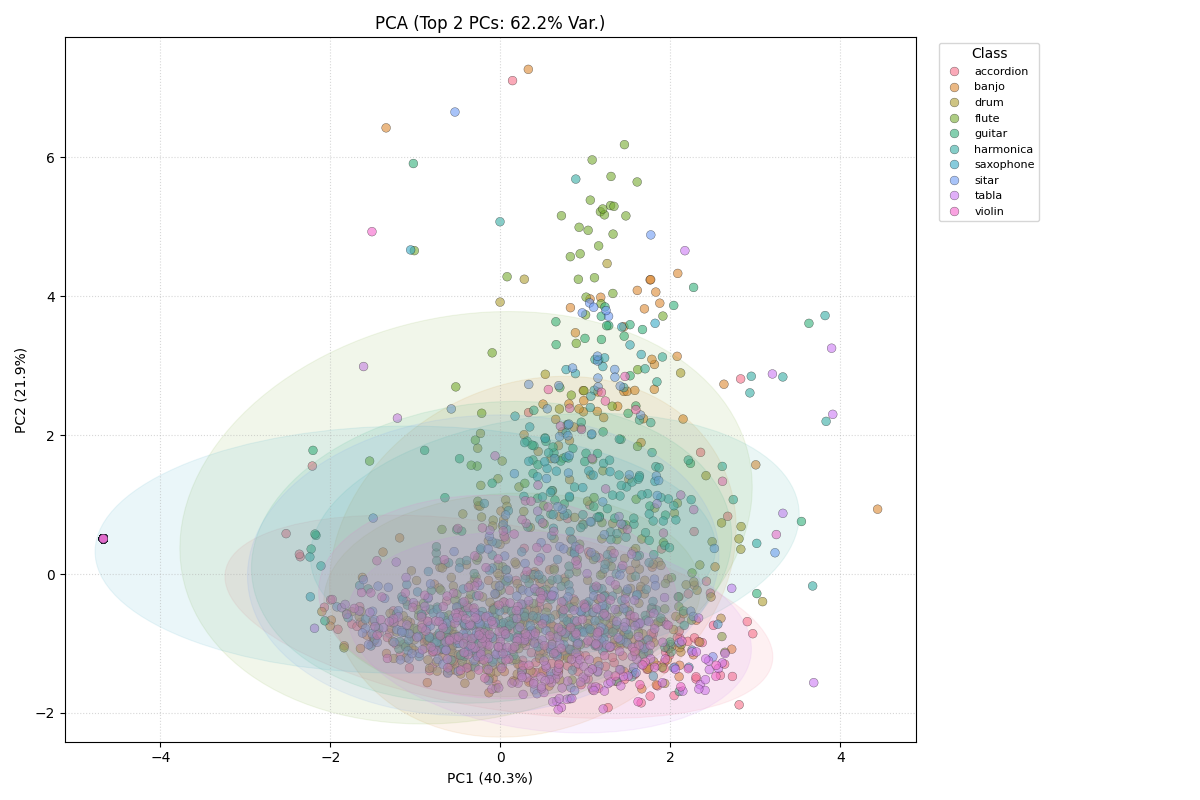 PCA (Top 2 PCs: 62.2% Var.)
Class
accordion
banjo
drum
flute
guitar
harmonica
saxophone
sitar
tabla
violin
6
4
2
0
−2
PC2 (21.9%)
−4 −2 0 2 4
PC1 (40.3%)